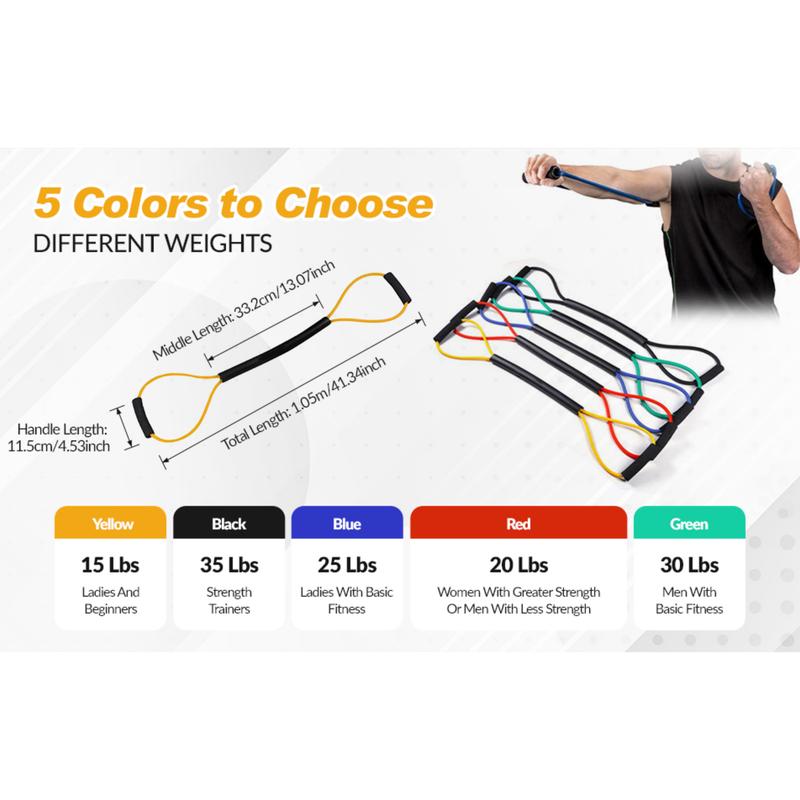 5 Colors to Choose
DIFFERENT WEIGHTS
Middle Length: 33.2cm/13.07inch
Total Length: 1.05m/41.34inch
Handle Length:
11.5cm/4.53inch
Yellow
15 Lbs
Ladies And
Beginners
Black
35 Lbs
Strength
Trainers
Blue
25 Lbs
Ladies With Basic
Fitness
Red
20 Lbs
Women With Greater Strength
Or Men With Less Strength
Green
30 Lbs
Men With
Basic Fitness